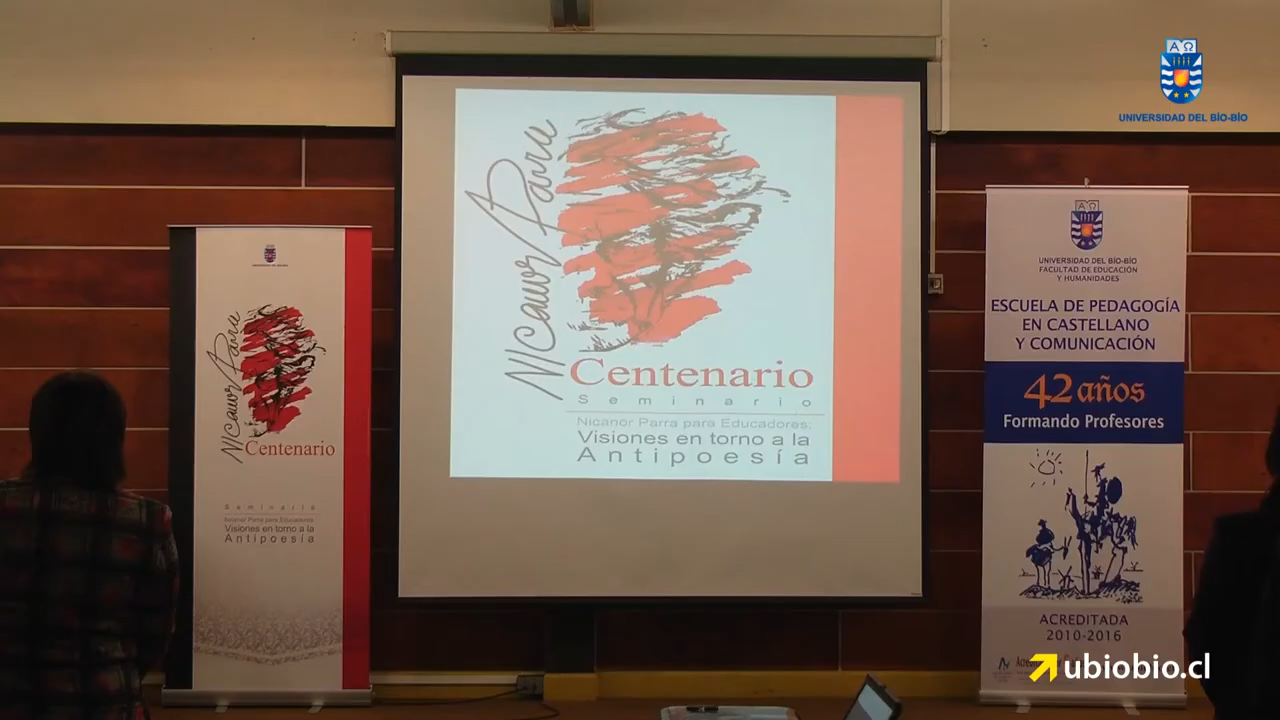 ΑΩ
UNIVERSIDAD DEL BÍO-BÍO
Nicanor Parra
Centenario
Seminario
Nicanor Parra para Educadores:
Visiones en torno a la
Antipoesía
Nicanor Parra
Centenario
Seminario
Nicanor Parra para Educadores:
Visiones en torno a la
Antipoesía
ΑΩ
UNIVERSIDAD DEL BÍO-BÍO
FACULTAD DE EDUCACIÓN
Y HUMANIDADES
ESCUELA DE PEDAGOGÍA
EN CASTELLANO
Y COMUNICACIÓN
42 años
Formando Profesores
ACREDITADA
2010-2016
ubiobio.cl